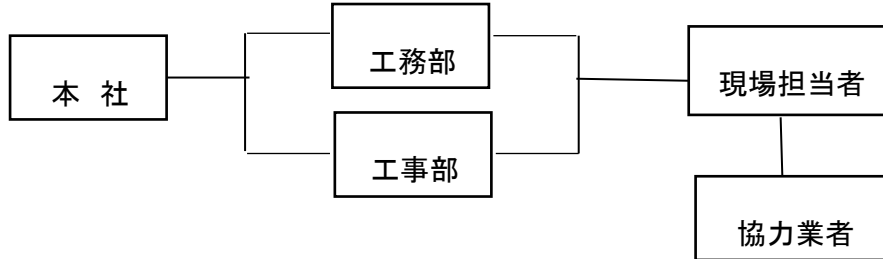 本 社
工務部
工事部
現場担当者
協力業者